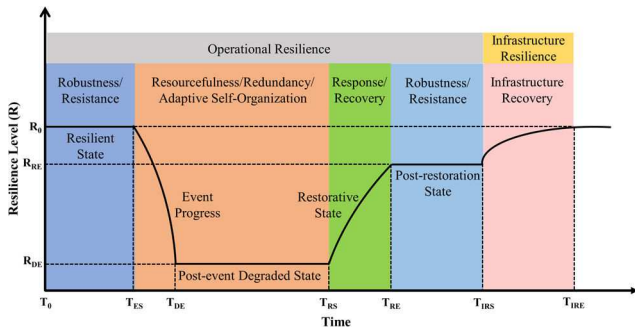 Infrastructure
Resilience
Operational Resilience
Robustness/
Resistance
Resourcefulness/Redundancy/
Adaptive Self-Organization
Response/
Recovery
Robustness/
Resistance
Infrastructure
Recovery
Resilience Level (R)
R0
Resilient
State
RRE
Event
Progress
Restorative
State
Post-restoration
State
RDE
Post-event Degraded State
T0
TES
TDE
TRS
TRE
TIRS
TIRE
Time